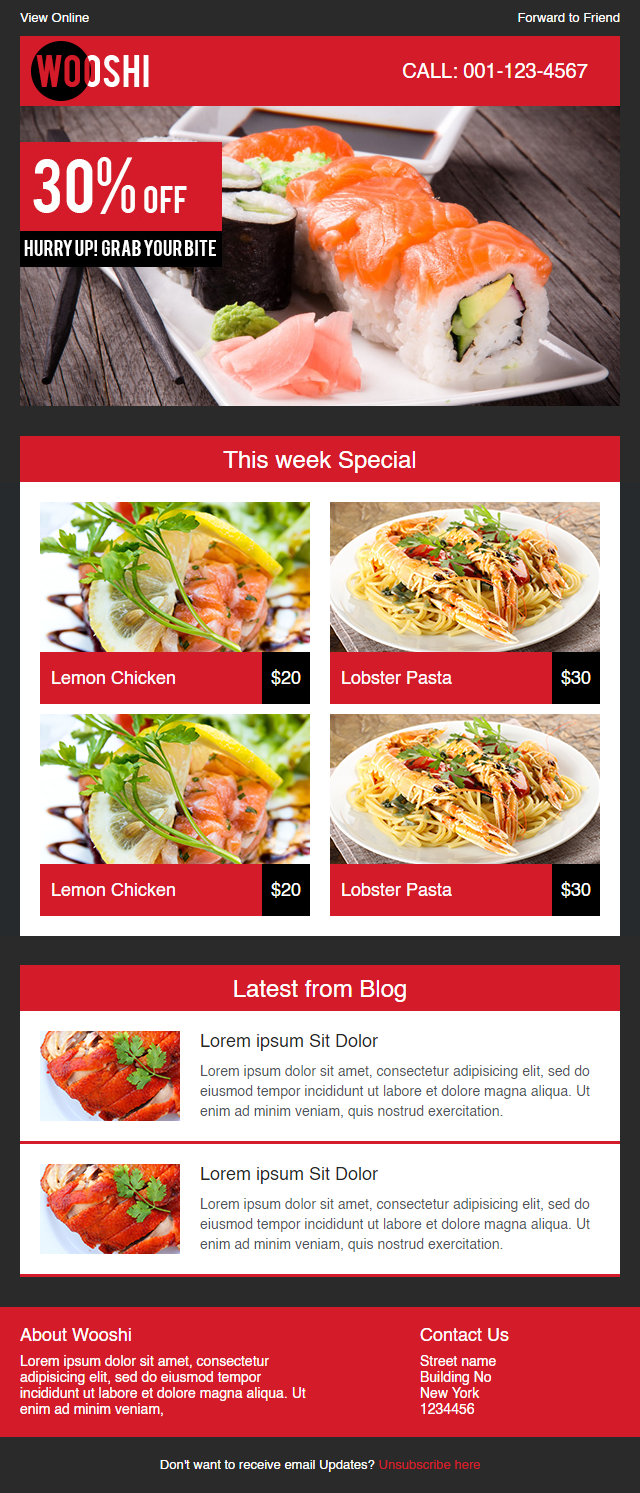 View Online
Forward to Friend
WOOSHI
CALL: 001-123-4567
30% OFF
HURRY UP! GRAB YOUR BITE
This week Special
Lemon Chicken
$20
Lobster Pasta
$30
Lemon Chicken
$20
Lobster Pasta
$30
Latest from Blog
Lorem ipsum Sit Dolor
Lorem ipsum dolor sit amet, consectetur adipisicing elit, sed do
eiusmod tempor incididunt ut labore et dolore magna aliqua. Ut
enim ad minim veniam, quis nostrud exercitation.
Lorem ipsum Sit Dolor
Lorem ipsum dolor sit amet, consectetur adipisicing elit, sed do
eiusmod tempor incididunt ut labore et dolore magna aliqua. Ut
enim ad minim veniam, quis nostrud exercitation.
About Wooshi
Lorem ipsum dolor sit amet, consectetur
adipisicing elit, sed do eiusmod tempor
incididunt ut labore et dolore magna aliqua. Ut
enim ad minim veniam,
Contact Us
Street name
Building No
New York
1234456
Don't want to receive email Updates? Unsubscribe here